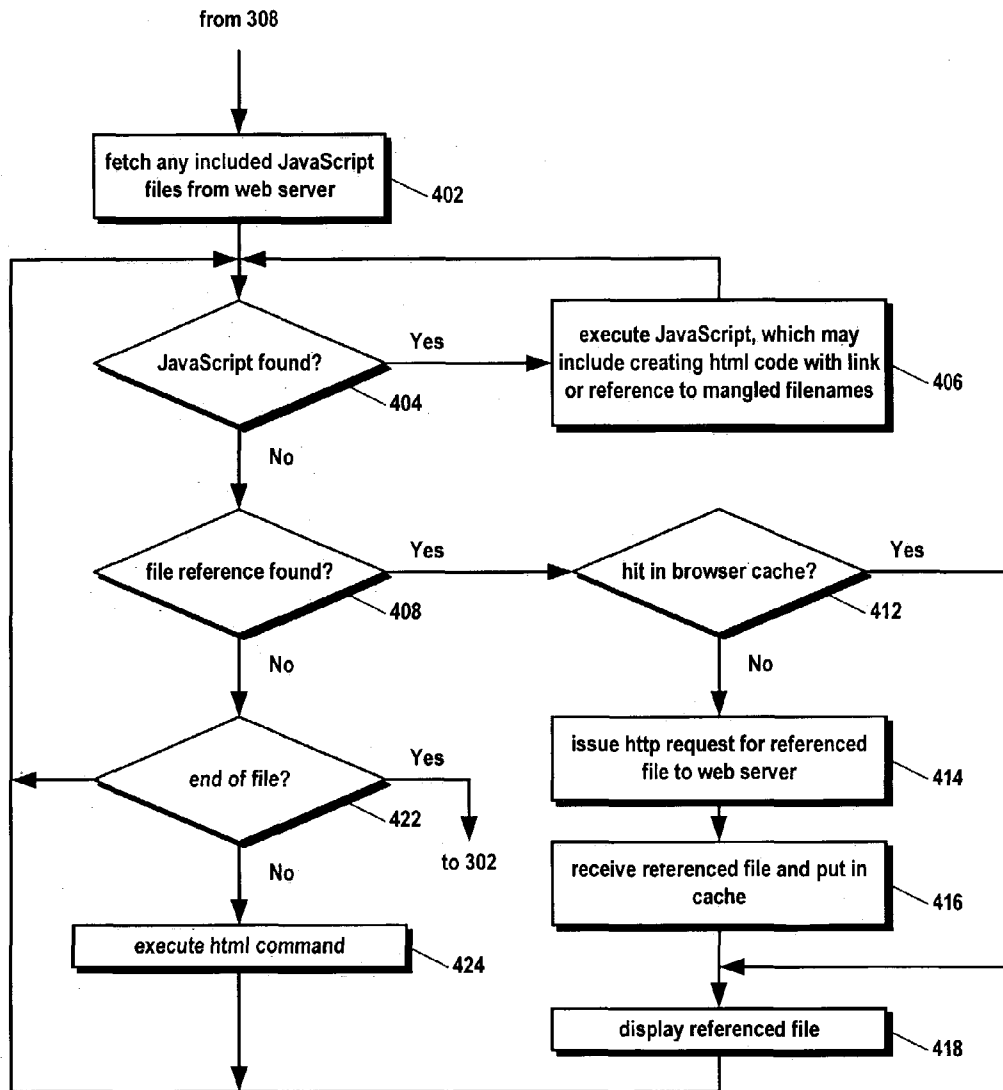 from 308
fetch any included JavaScript
files from web server
402
JavaScript found?
Yes
404
execute JavaScript, which may
include creating html code with link
or reference to mangled filenames
406
No
file reference found?
Yes
408
hit in browser cache?
Yes
412
No
No
issue http request for referenced
file to web server
414
end of file?
Yes
422
to 302
receive referenced file and put in
cache
416
No
execute html command
424
display referenced file
418